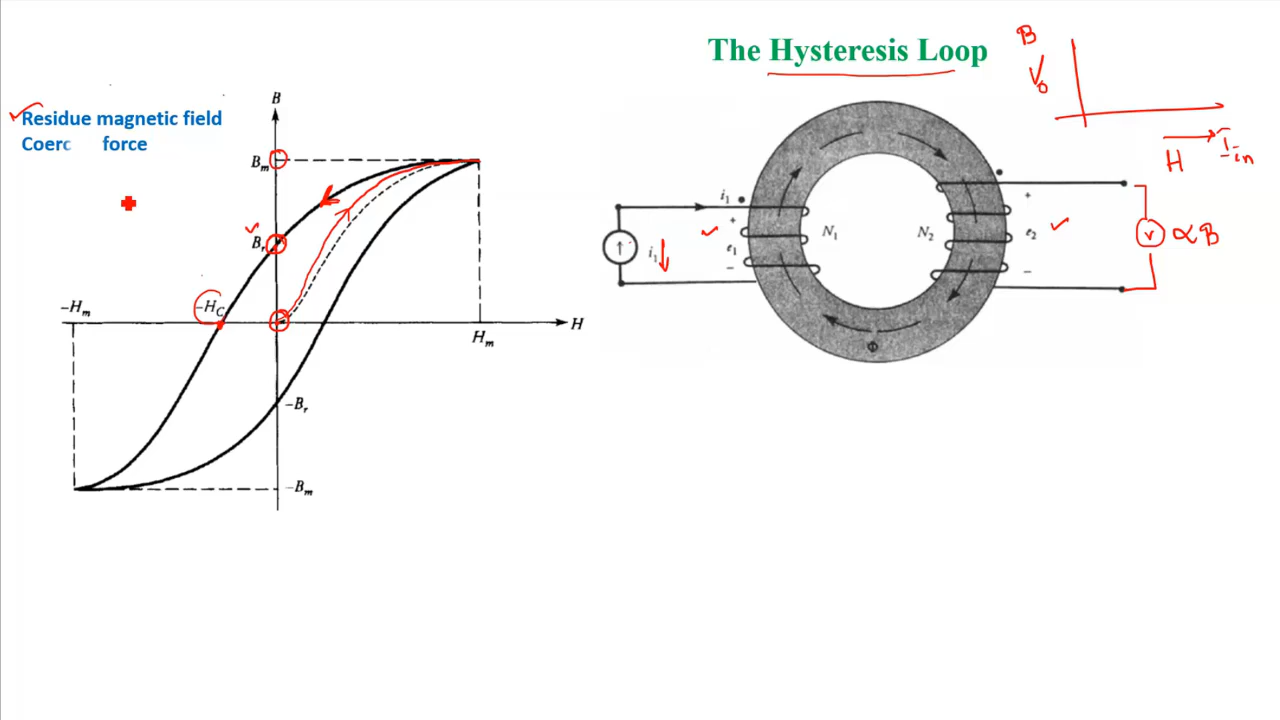 The Hysteresis Loop
Residue magnetic field
Coerc force
B
B_m
B_r
-H_m
-H_C
H
H_m
-B_r
-B_m
i_1
+
e_1
-
i_1
N_1
N_2
+
e_2
-
Φ
B
V_0
H
I_in
V ∝ B